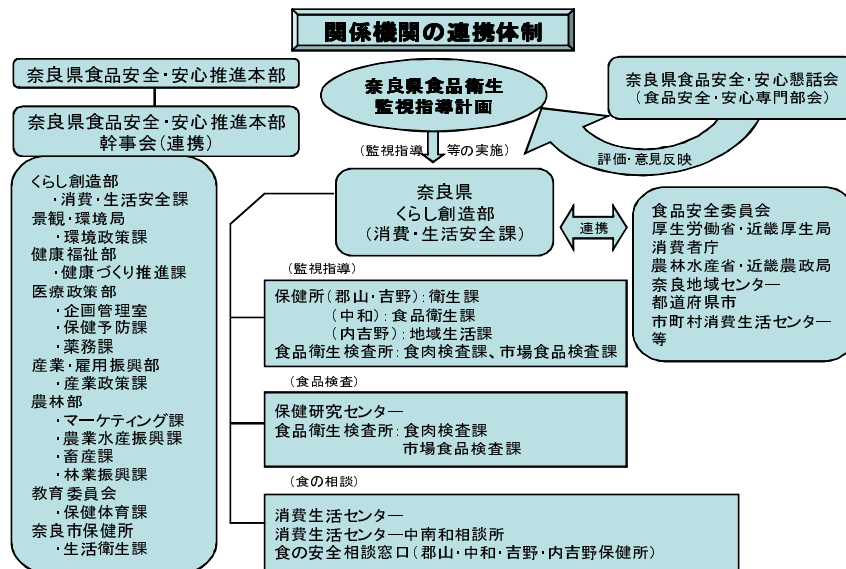 関係機関の連携体制
奈良県食品安全・安心推進本部
奈良県食品安全・安心推進本部
幹事会(連携)
くらし創造部
・消費・生活安全課
景観・環境局
・環境政策課
健康福祉部
・健康づくり推進課
医療政策部
・企画管理室
・保健予防課
・薬務課
産業・雇用振興部
・産業政策課
農林部
・マーケティング課
・農業水産振興課
・畜産課
・林業振興課
教育委員会
・保健体育課
奈良市保健所
・生活衛生課
奈良県食品衛生
監視指導計画
(監視指導 等の実施)
奈良県食品安全・安心懇話会
(食品安全・安心専門部会)
評価・意見反映
奈良県
くらし創造部
(消費・生活安全課)
連携
食品安全委員会
厚生労働省・近畿厚生局
消費者庁
農林水産省・近畿農政局
奈良地域センター
都道府県市
市町村消費生活センター
等
(監視指導)
保健所(郡山・吉野):衛生課
(中和):食品衛生課
(内吉野):地域生活課
食品衛生検査所:食肉検査課、市場食品検査課
(食品検査)
保健研究センター
食品衛生検査所:食肉検査課
市場食品検査課
(食の相談)
消費生活センター
消費生活センター中南和相談所
食の安全相談窓口(郡山・中和・吉野・内吉野保健所)